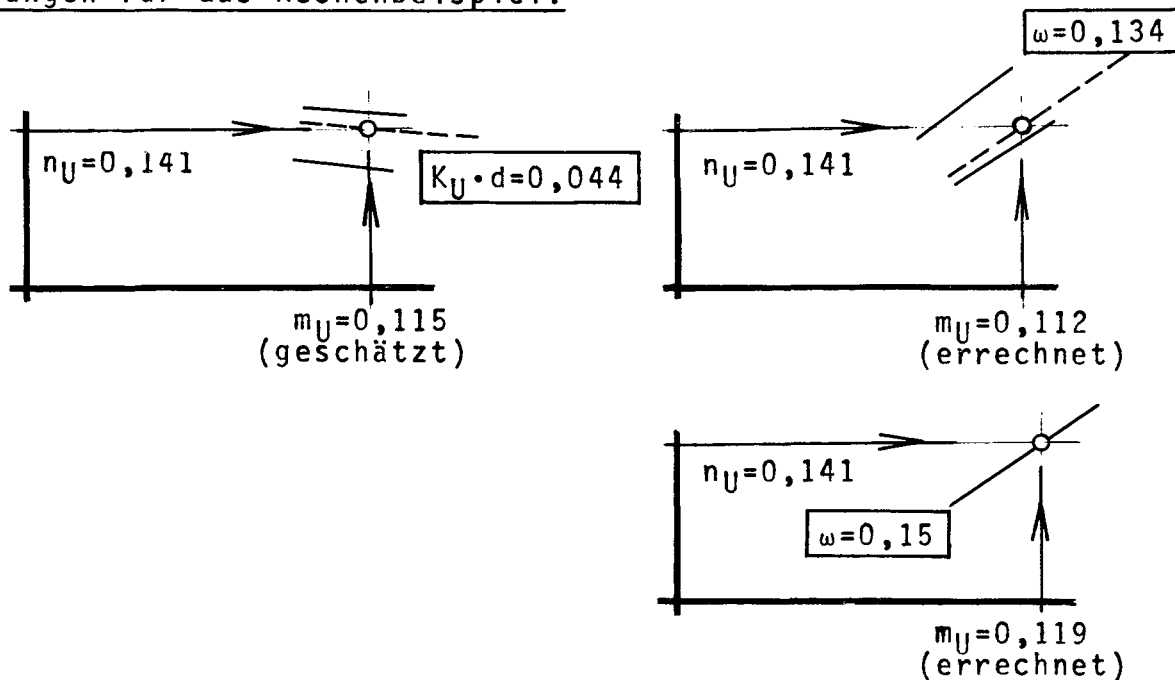 für das Rechenbeispiel:
ω=0,134
n_U=0,141
K_U·d=0,044
m_U=0,115
(geschätzt)
n_U=0,141
m_U=0,112
(errechnet)
n_U=0,141
ω=0,15
m_U=0,119
(errechnet)